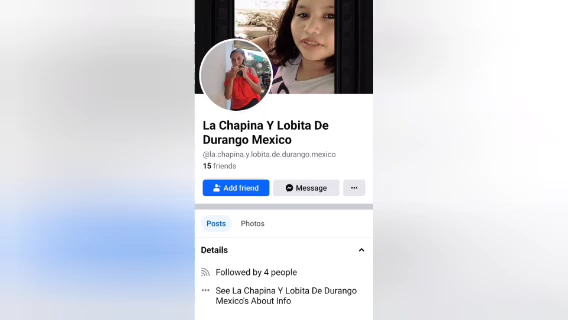 La Chapina Y Lobita De
Durango Mexico
@la.chapina.y.lobita.de.durango.mexico
15 friends
Add friend
Message
Posts
Photos
Details
Followed by 4 people
See La Chapina Y Lobita De Durango
Mexico's About Info